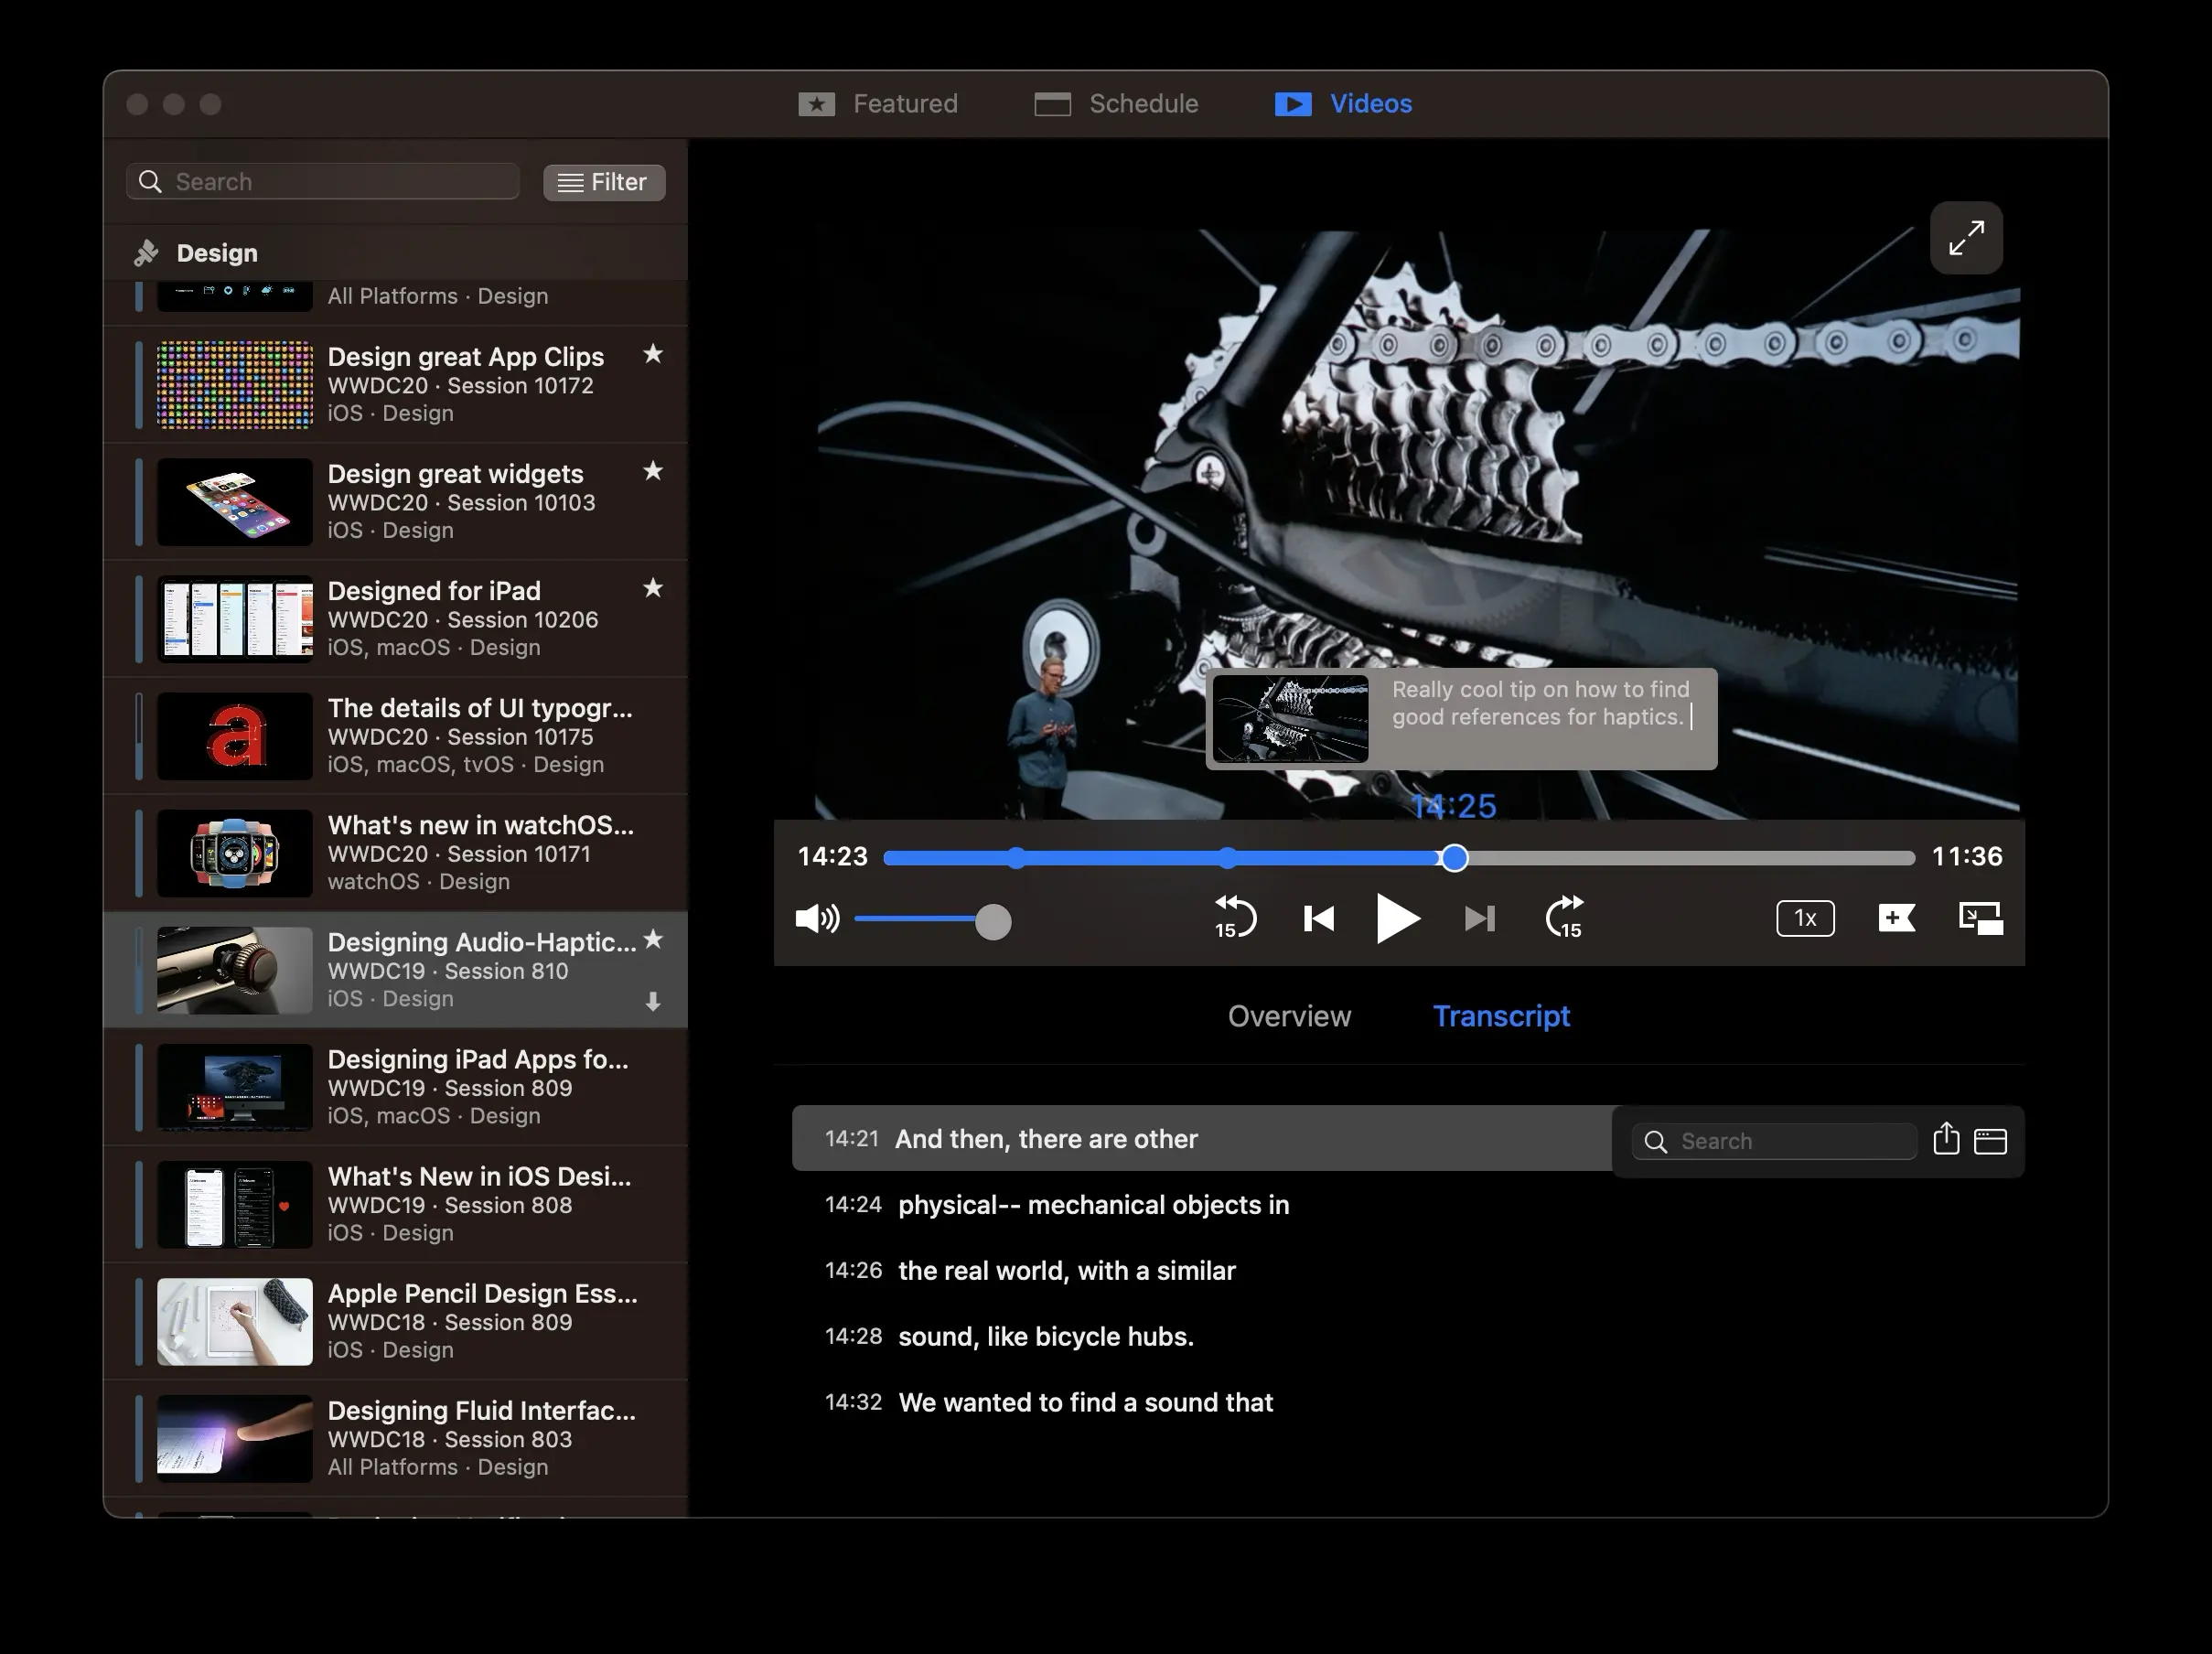 Featured
Schedule
Videos
Search
Filter
Design
All Platforms · Design
Design great App Clips
WWDC20 · Session 10172
iOS · Design
Design great widgets
WWDC20 · Session 10103
iOS · Design
Designed for iPad
WWDC20 · Session 10206
iOS, macOS · Design
The details of UI typogr...
WWDC20 · Session 10175
iOS, macOS, tvOS · Design
What's new in watchOS...
WWDC20 · Session 10171
watchOS · Design
Designing Audio-Haptic...
WWDC19 · Session 810
iOS · Design
Designing iPad Apps fo...
WWDC19 · Session 809
iOS, macOS · Design
What's New in iOS Desi...
WWDC19 · Session 808
iOS · Design
Apple Pencil Design Ess...
WWDC18 · Session 809
iOS · Design
Designing Fluid Interfac...
WWDC18 · Session 803
All Platforms · Design
Really cool tip on how to find
good references for haptics.
14:25
14:23
11:36
15
15
1x
Overview
Transcript
14:21 And then, there are other
Search
14:24 physical-- mechanical objects in
14:26 the real world, with a similar
14:28 sound, like bicycle hubs.
14:32 We wanted to find a sound that